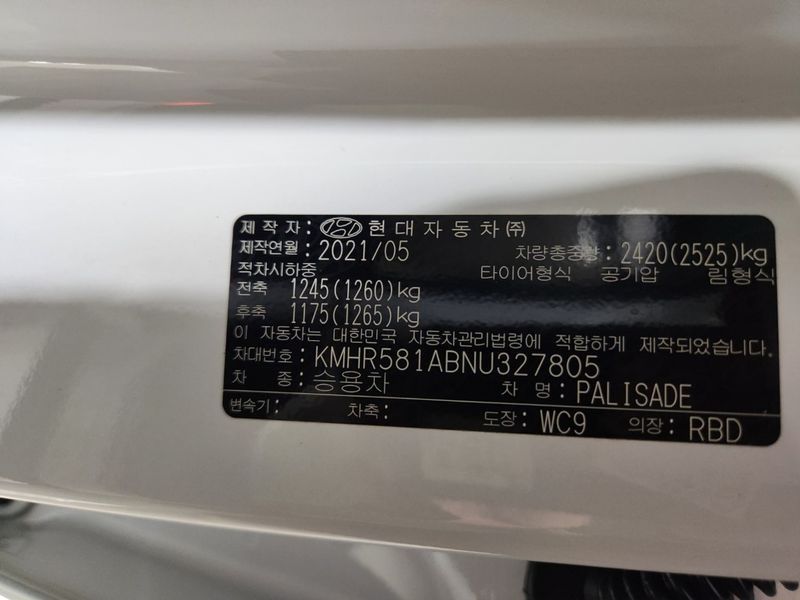 제작자: 현대자동차㈜
제작연월: 2021/05 차량총중량: 2420(2525)kg
적차시하중 타이어형식 공기압 림형식
전축 1245(1260)kg
후축 1175(1265)kg
이 자동차는 대한민국 자동차관리법령에 적합하게 제작되었습니다.
차대번호: KMHR581ABNU327805
차 종: 승용차 차 명: PALISADE
변속기: 차축: 도장: WC9 의장: RBD